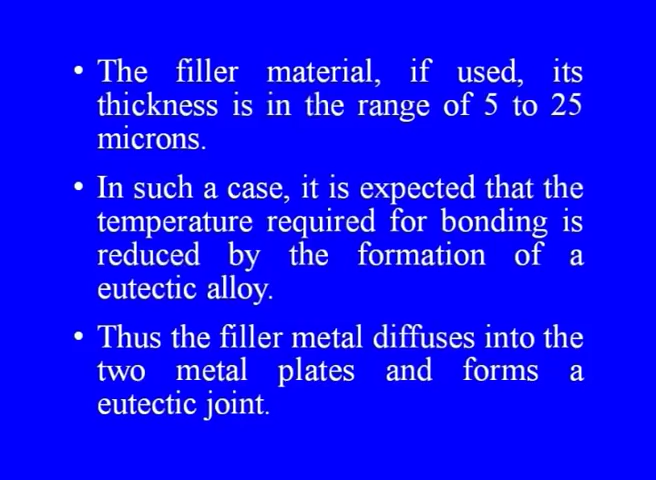 • The filler material, if used, its
thickness is in the range of 5 to 25
microns.
• In such a case, it is expected that the
temperature required for bonding is
reduced by the formation of a
eutectic alloy.
• Thus the filler metal diffuses into the
two metal plates and forms a
eutectic joint.